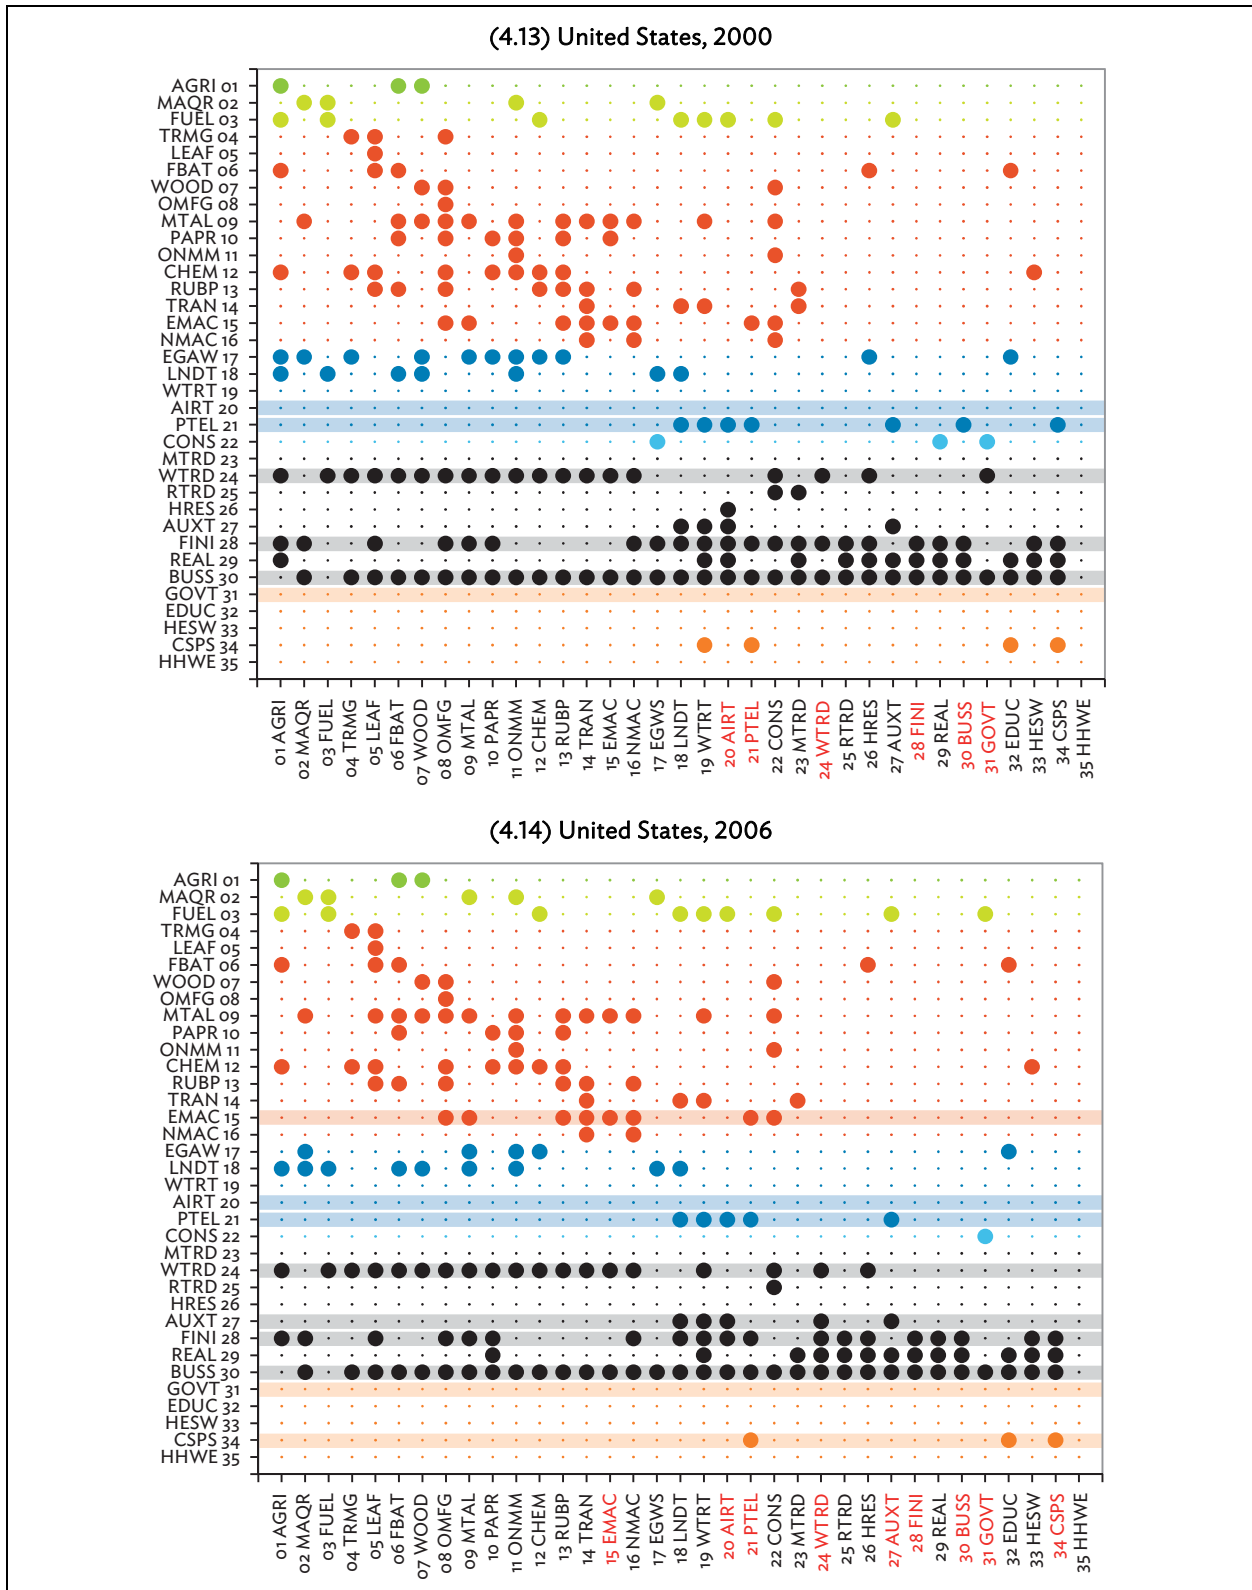 (4.13) United States, 2000
AGRI 01
MAQR 02
FUEL 03
TRMG 04
LEAF 05
FBAT 06
WOOD 07
OMFG 08
MTAL 09
PAPR 10
ONMM 11
CHEM 12
RUBP 13
TRAN 14
EMAC 15
NMAC 16
EGAW 17
LNDT 18
WTRT 19
AIRT 20
PTEL 21
CONS 22
MTRD 23
WTRD 24
RTRD 25
HRES 26
AUXT 27
FINI 28
REAL 29
BUSS 30
GOVT 31
EDUC 32
HESW 33
CSPS 34
HHWE 35
01 AGRI
02 MAQR
03 FUEL
04 TRMG
05 LEAF
06 FBAT
07 WOOD
08 OMFG
09 MTAL
10 PAPR
11 ONMM
12 CHEM
13 RUBP
14 TRAN
15 EMAC
16 NMAC
17 EGWS
18 LNDT
19 WTRT
20 AIRT
21 PTEL
22 CONS
23 MTRD
24 WTRD
25 RTRD
26 HRES
27 AUXT
28 FINI
29 REAL
30 BUSS
31 GOVT
32 EDUC
33 HESW
34 CSPS
35 HHWE
(4.14) United States, 2006
AGRI 01
MAQR 02
FUEL 03
TRMG 04
LEAF 05
FBAT 06
WOOD 07
OMFG 08
MTAL 09
PAPR 10
ONMM 11
CHEM 12
RUBP 13
TRAN 14
EMAC 15
NMAC 16
EGAW 17
LNDT 18
WTRT 19
AIRT 20
PTEL 21
CONS 22
MTRD 23
WTRD 24
RTRD 25
HRES 26
AUXT 27
FINI 28
REAL 29
BUSS 30
GOVT 31
EDUC 32
HESW 33
CSPS 34
HHWE 35
01 AGRI
02 MAQR
03 FUEL
04 TRMG
05 LEAF
06 FBAT
07 WOOD
08 OMFG
09 MTAL
10 PAPR
11 ONMM
12 CHEM
13 RUBP
14 TRAN
15 EMAC
16 NMAC
17 EGWS
18 LNDT
19 WTRT
20 AIRT
21 PTEL
22 CONS
23 MTRD
24 WTRD
25 RTRD
26 HRES
27 AUXT
28 FINI
29 REAL
30 BUSS
31 GOVT
32 EDUC
33 HESW
34 CSPS
35 HHWE